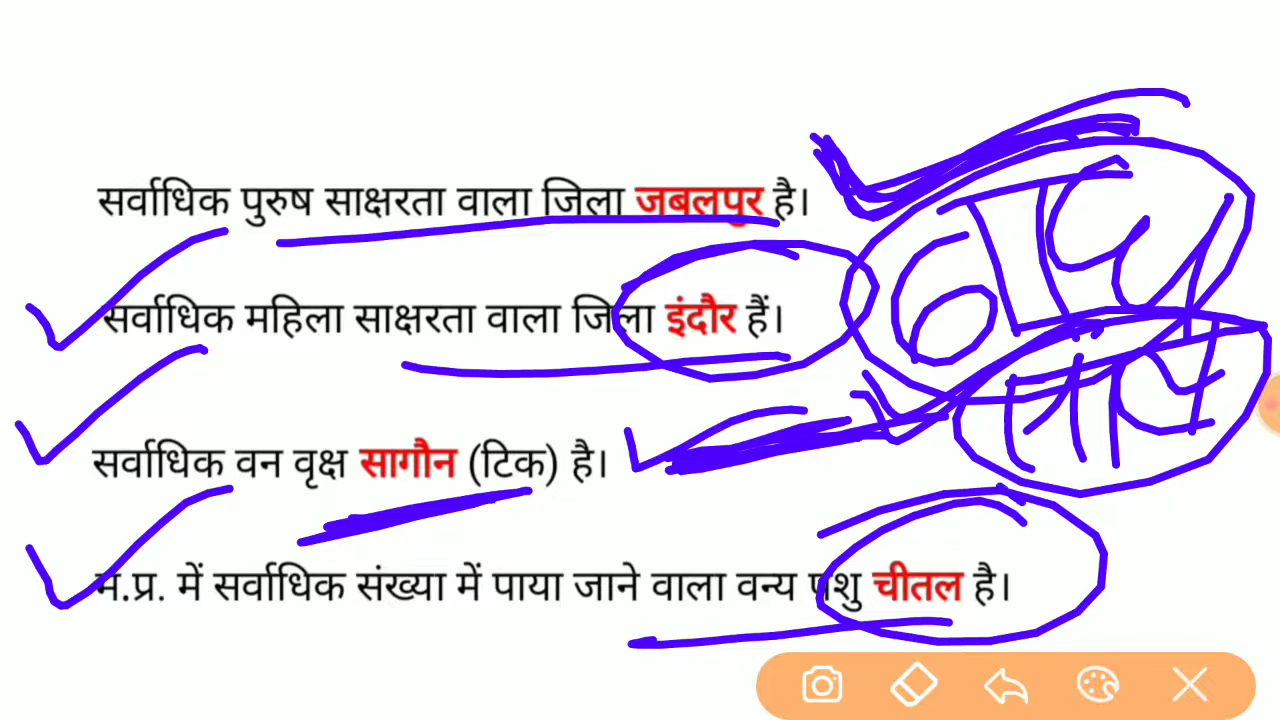 सर्वाधिक पुरुष साक्षरता वाला जिला जबलपुर है।
सर्वाधिक महिला साक्षरता वाला जिला इंदौर हैं।
सर्वाधिक वन वृक्ष सागौन (टिक) है।
म.प्र. में सर्वाधिक संख्या में पाया जाने वाला वन्य पशु चीतल है।